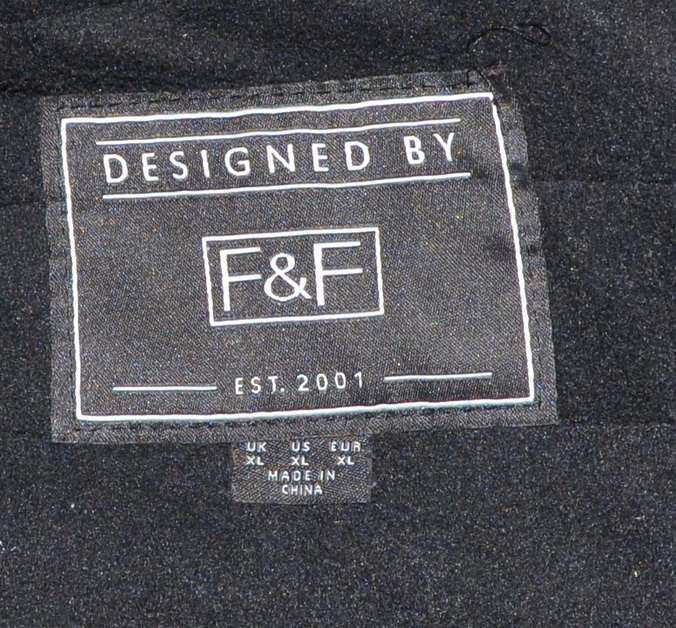 DESIGNED BY
F&F
EST. 2001
UK US EUR
XL XL XL
MADE IN
CHINA